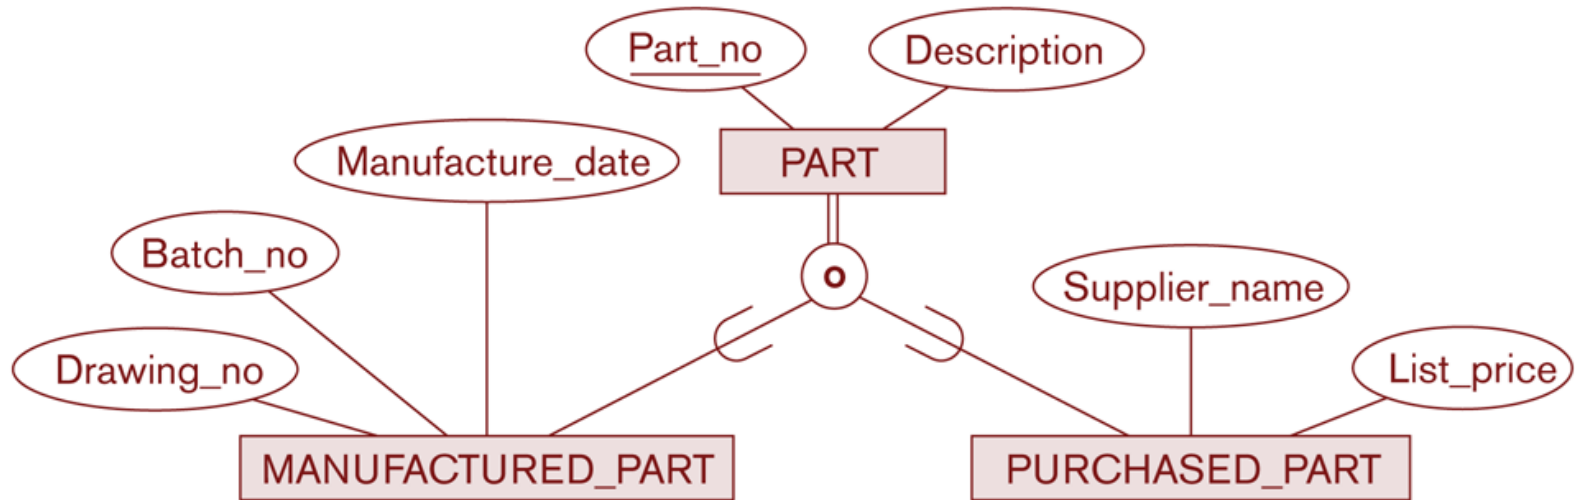 Part_no
Description
Manufacture_date
PART
Batch_no
o
Supplier_name
Drawing_no
List_price
MANUFACTURED_PART
PURCHASED_PART